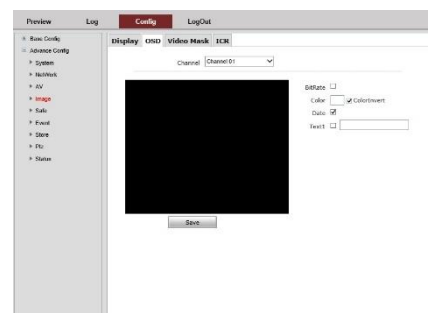 Preview Log Config LogOut
Base Config
Advance Config
System
NetWork
AV
Image
Safe
Event
Store
Ptz
Status
Display OSD Video Mask ICR
Channel Channel 01
BitRate
Color ColorInvert
Date
Text1
Save